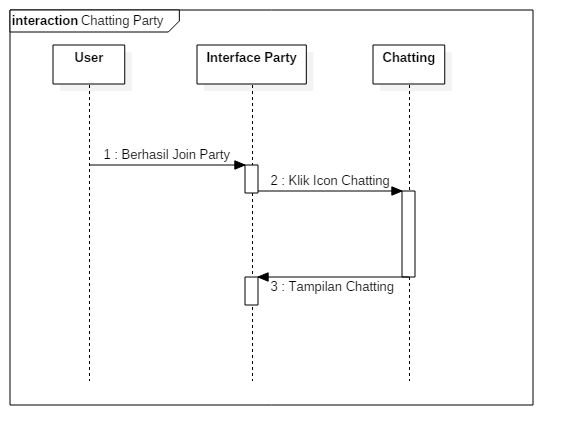 interaction Chatting Party
User
Interface Party
Chatting
1 : Berhasil Join Party
2 : Klik Icon Chatting
3 : Tampilan Chatting